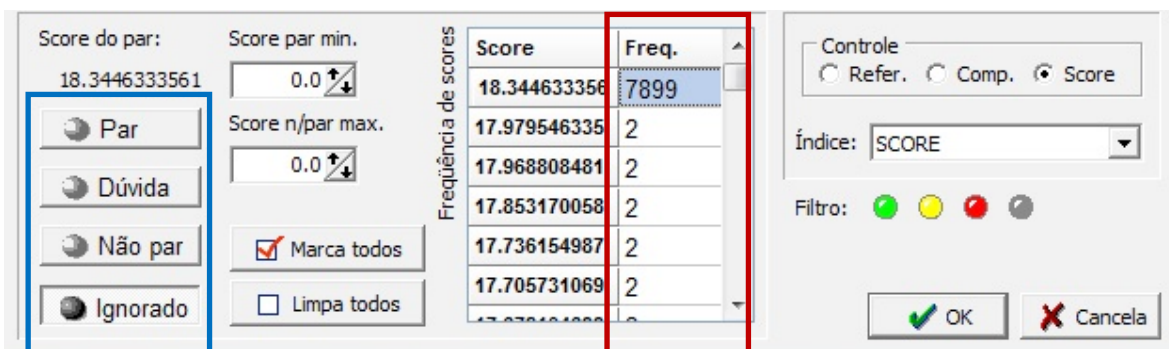 Score do par:
18.3446333561
Par
Dúvida
Não par
Ignorado
Score par min.
0.0
Score n/par max.
0.0
Marca todos
Limpa todos
Freqüência de scores
Score Freq.
18.344633356 7899
17.979546335 2
17.968808481 2
17.853170058 2
17.736154987 2
17.705731069 2
Controle
Refer. Comp. Score
Índice: SCORE
Filtro:
OK Cancela